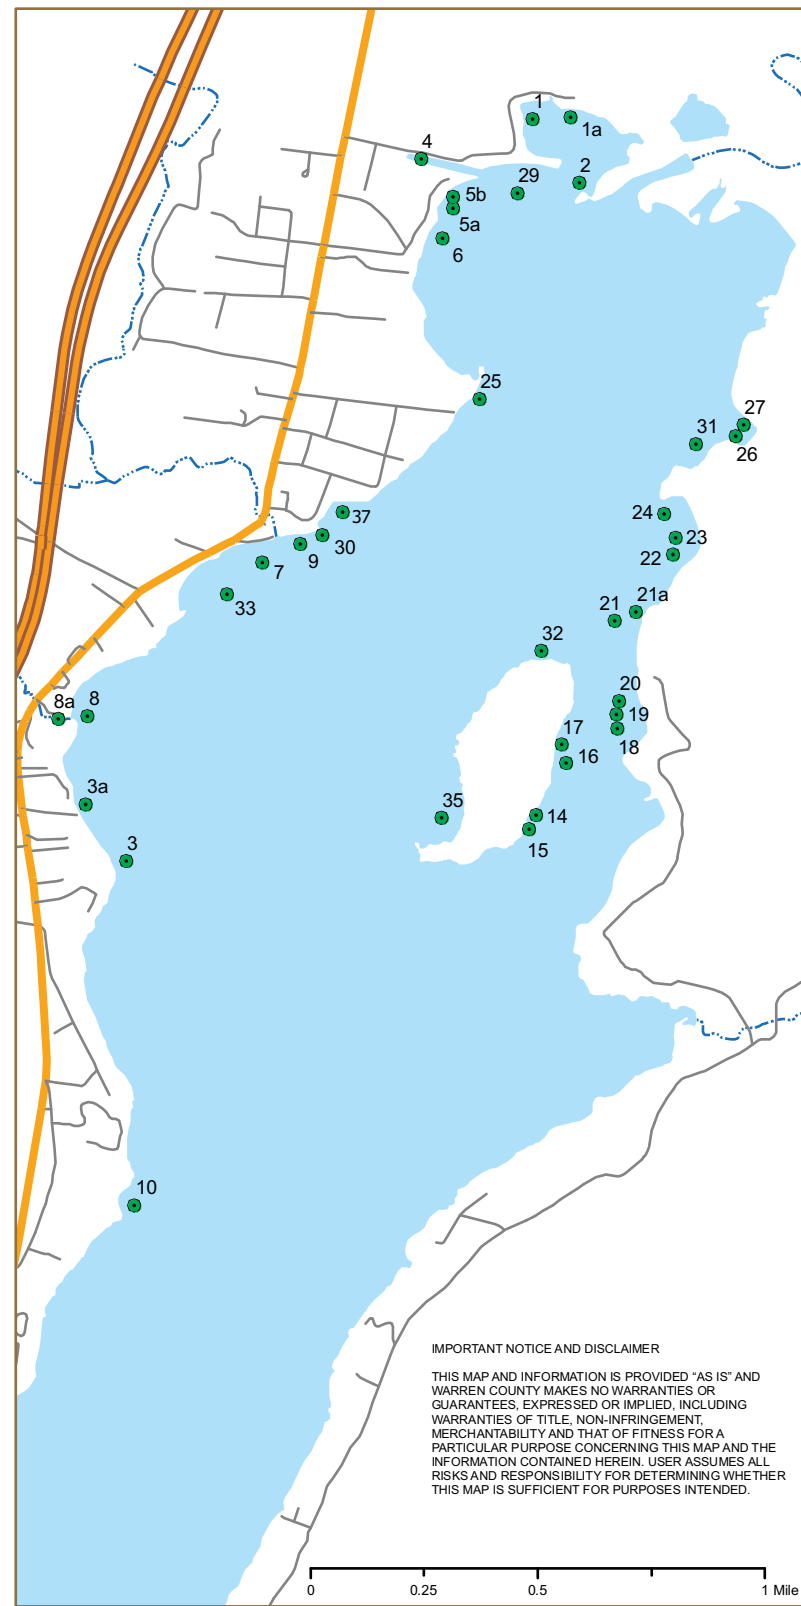 1
1a
4
2
29
5b
5a
6
25
27
31
26
24
37
23
30
22
9
7
33
21a
21
32
20
8a
8
19
17
18
16
3a
35
14
15
3
10
IMPORTANT NOTICE AND DISCLAIMER
THIS MAP AND INFORMATION IS PROVIDED “AS IS” AND
WARREN COUNTY MAKES NO WARRANTIES OR
GUARANTEES, EXPRESSED OR IMPLIED, INCLUDING
WARRANTIES OF TITLE, NON-INFRINGEMENT,
MERCHANTABILITY AND THAT OF FITNESS FOR A
PARTICULAR PURPOSE CONCERNING THIS MAP AND THE
INFORMATION CONTAINED HEREIN. USER ASSUMES ALL
RISKS AND RESPONSIBILITY FOR DETERMINING WHETHER
THIS MAP IS SUFFICIENT FOR PURPOSES INTENDED.
0 0.25 0.5 1 Mile